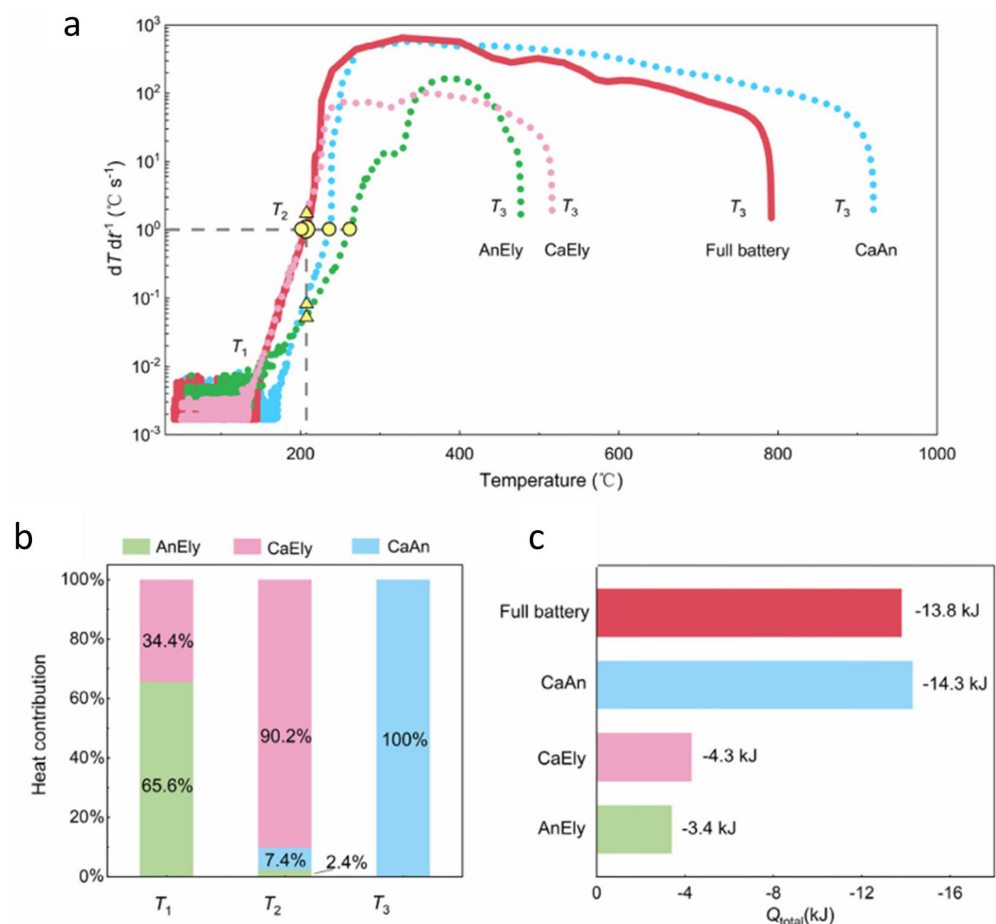 a
10³
10²
10¹
10⁰
10⁻¹
10⁻²
10⁻³
dT dt⁻¹ (℃ s⁻¹)
T₁
T₂
T₃ T₃ T₃ T₃
AnEly CaEly Full battery CaAn
200 400 600 800 1000
Temperature (℃)
b
AnEly CaEly CaAn
Heat contribution
100%
80%
60%
40%
20%
0%
34.4%
65.6%
90.2%
7.4%
2.4%
100%
T₁ T₂ T₃
c
Full battery -13.8 kJ
CaAn -14.3 kJ
CaEly -4.3 kJ
AnEly -3.4 kJ
0 -4 -8 -12 -16
Qtotal(kJ)